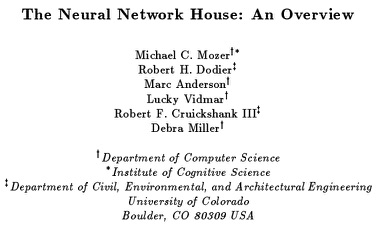 The Neural Network House: An Overview
Michael C. Mozer†*
Robert H. Dodier‡
Marc Anderson†
Lucky Vidmar†
Robert F. Cruickshank III‡
Debra Miller†
†Department of Computer Science
*Institute of Cognitive Science
‡Department of Civil, Environmental, and Architectural Engineering
University of Colorado
Boulder, CO 80309 USA